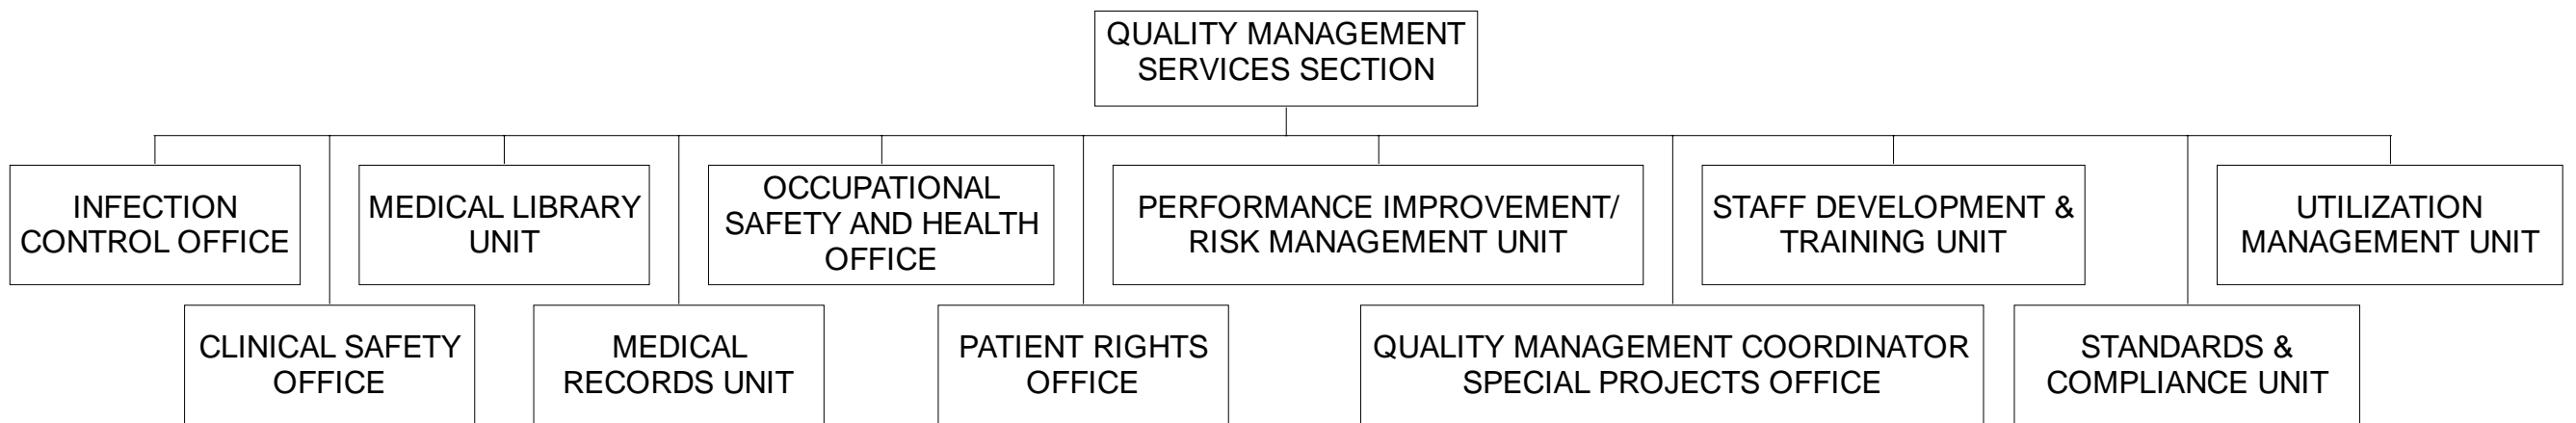 QUALITY MANAGEMENT
SERVICES SECTION
INFECTION
CONTROL OFFICE
MEDICAL LIBRARY
UNIT
OCCUPATIONAL
SAFETY AND HEALTH
OFFICE
PERFORMANCE IMPROVEMENT/
RISK MANAGEMENT UNIT
STAFF DEVELOPMENT &
TRAINING UNIT
UTILIZATION
MANAGEMENT UNIT
CLINICAL SAFETY
OFFICE
MEDICAL
RECORDS UNIT
PATIENT RIGHTS
OFFICE
QUALITY MANAGEMENT COORDINATOR
SPECIAL PROJECTS OFFICE
STANDARDS &
COMPLIANCE UNIT